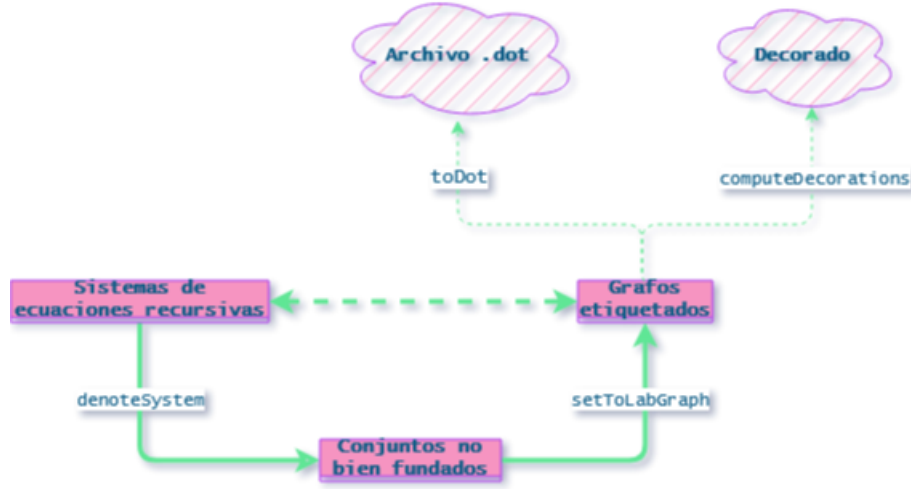 Archivo .dot
Decorado
toDot
computeDecorations
Sistemas de
ecuaciones recursivas
Grafos
etiquetados
denoteSystem
setToLabGraph
Conjuntos no
bien fundados